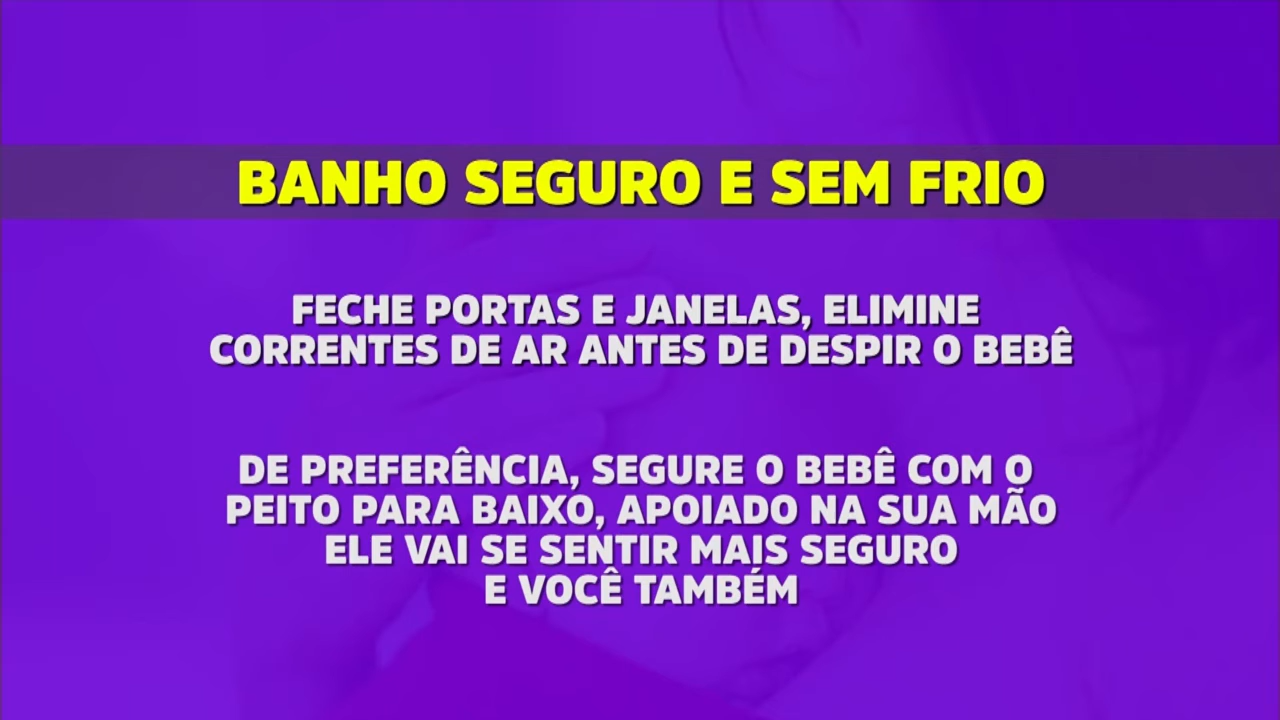 BANHO SEGURO E SEM FRIO
FECHE PORTAS E JANELAS, ELIMINE
CORRENTES DE AR ANTES DE DESPIR O BEBÊ
DE PREFERÊNCIA, SEGURE O BEBÊ COM O
PEITO PARA BAIXO, APOIADO NA SUA MÃO
ELE VAI SE SENTIR MAIS SEGURO
E VOCÊ TAMBÉM